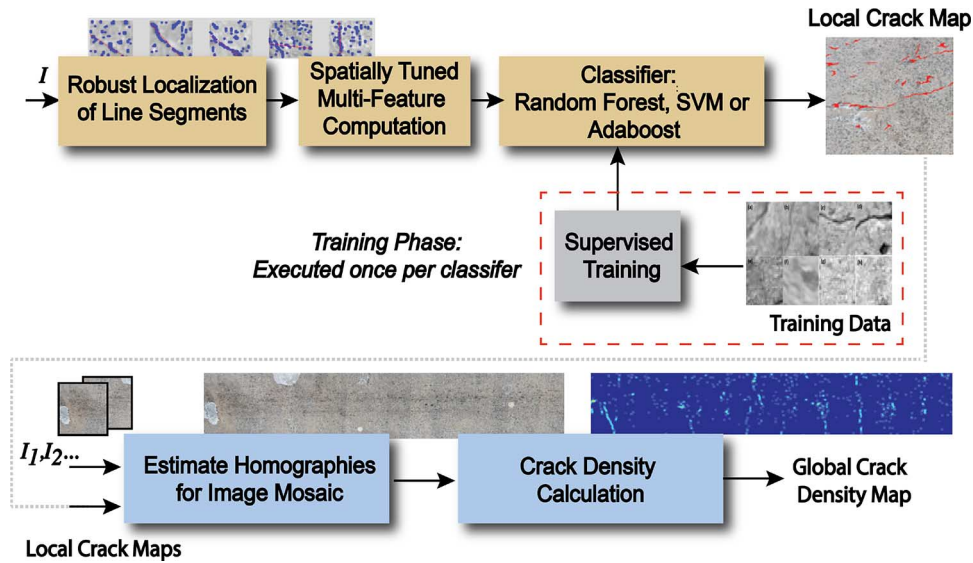 Local Crack Map
I
Robust Localization
of Line Segments
Spatially Tuned
Multi-Feature
Computation
Classifier:
Random Forest, SVM or
Adaboost
Training Phase:
Executed once per classifer
Supervised
Training
Training Data
I1,I2...
Estimate Homographies
for Image Mosaic
Crack Density
Calculation
Global Crack
Density Map
Local Crack Maps